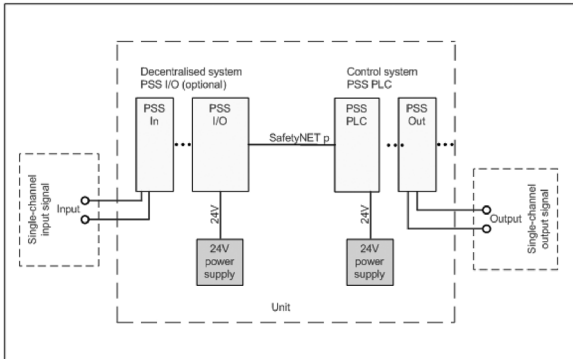 Decentralised system
PSS I/O (optional)
Control system
PSS PLC
PSS
In
PSS
I/O
PSS
PLC
PSS
Out
SafetyNET p
Single-channel
input signal
Input
24V
24V
Output
Single-channel
output signal
24V
power
supply
24V
power
supply
Unit